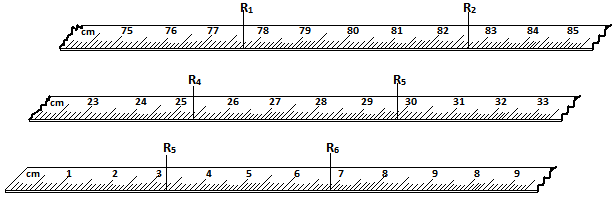 R1 R2
cm 75 76 77 78 79 80 81 82 83 84 85
R4 R5
cm 23 24 25 26 27 28 29 30 31 32 33
R5 R6
cm 1 2 3 4 5 6 7 8 9 8 9